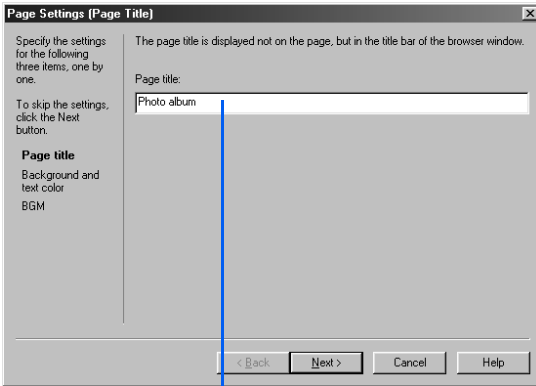 Page Settings (Page Title)
Specify the settings
for the following
three items, one by
one.
To skip the settings,
click the Next
button.
Page title
Background and
text color
BGM
The page title is displayed not on the page, but in the title bar of the browser window.
Page title:
Photo album
< Back
Next >
Cancel
Help